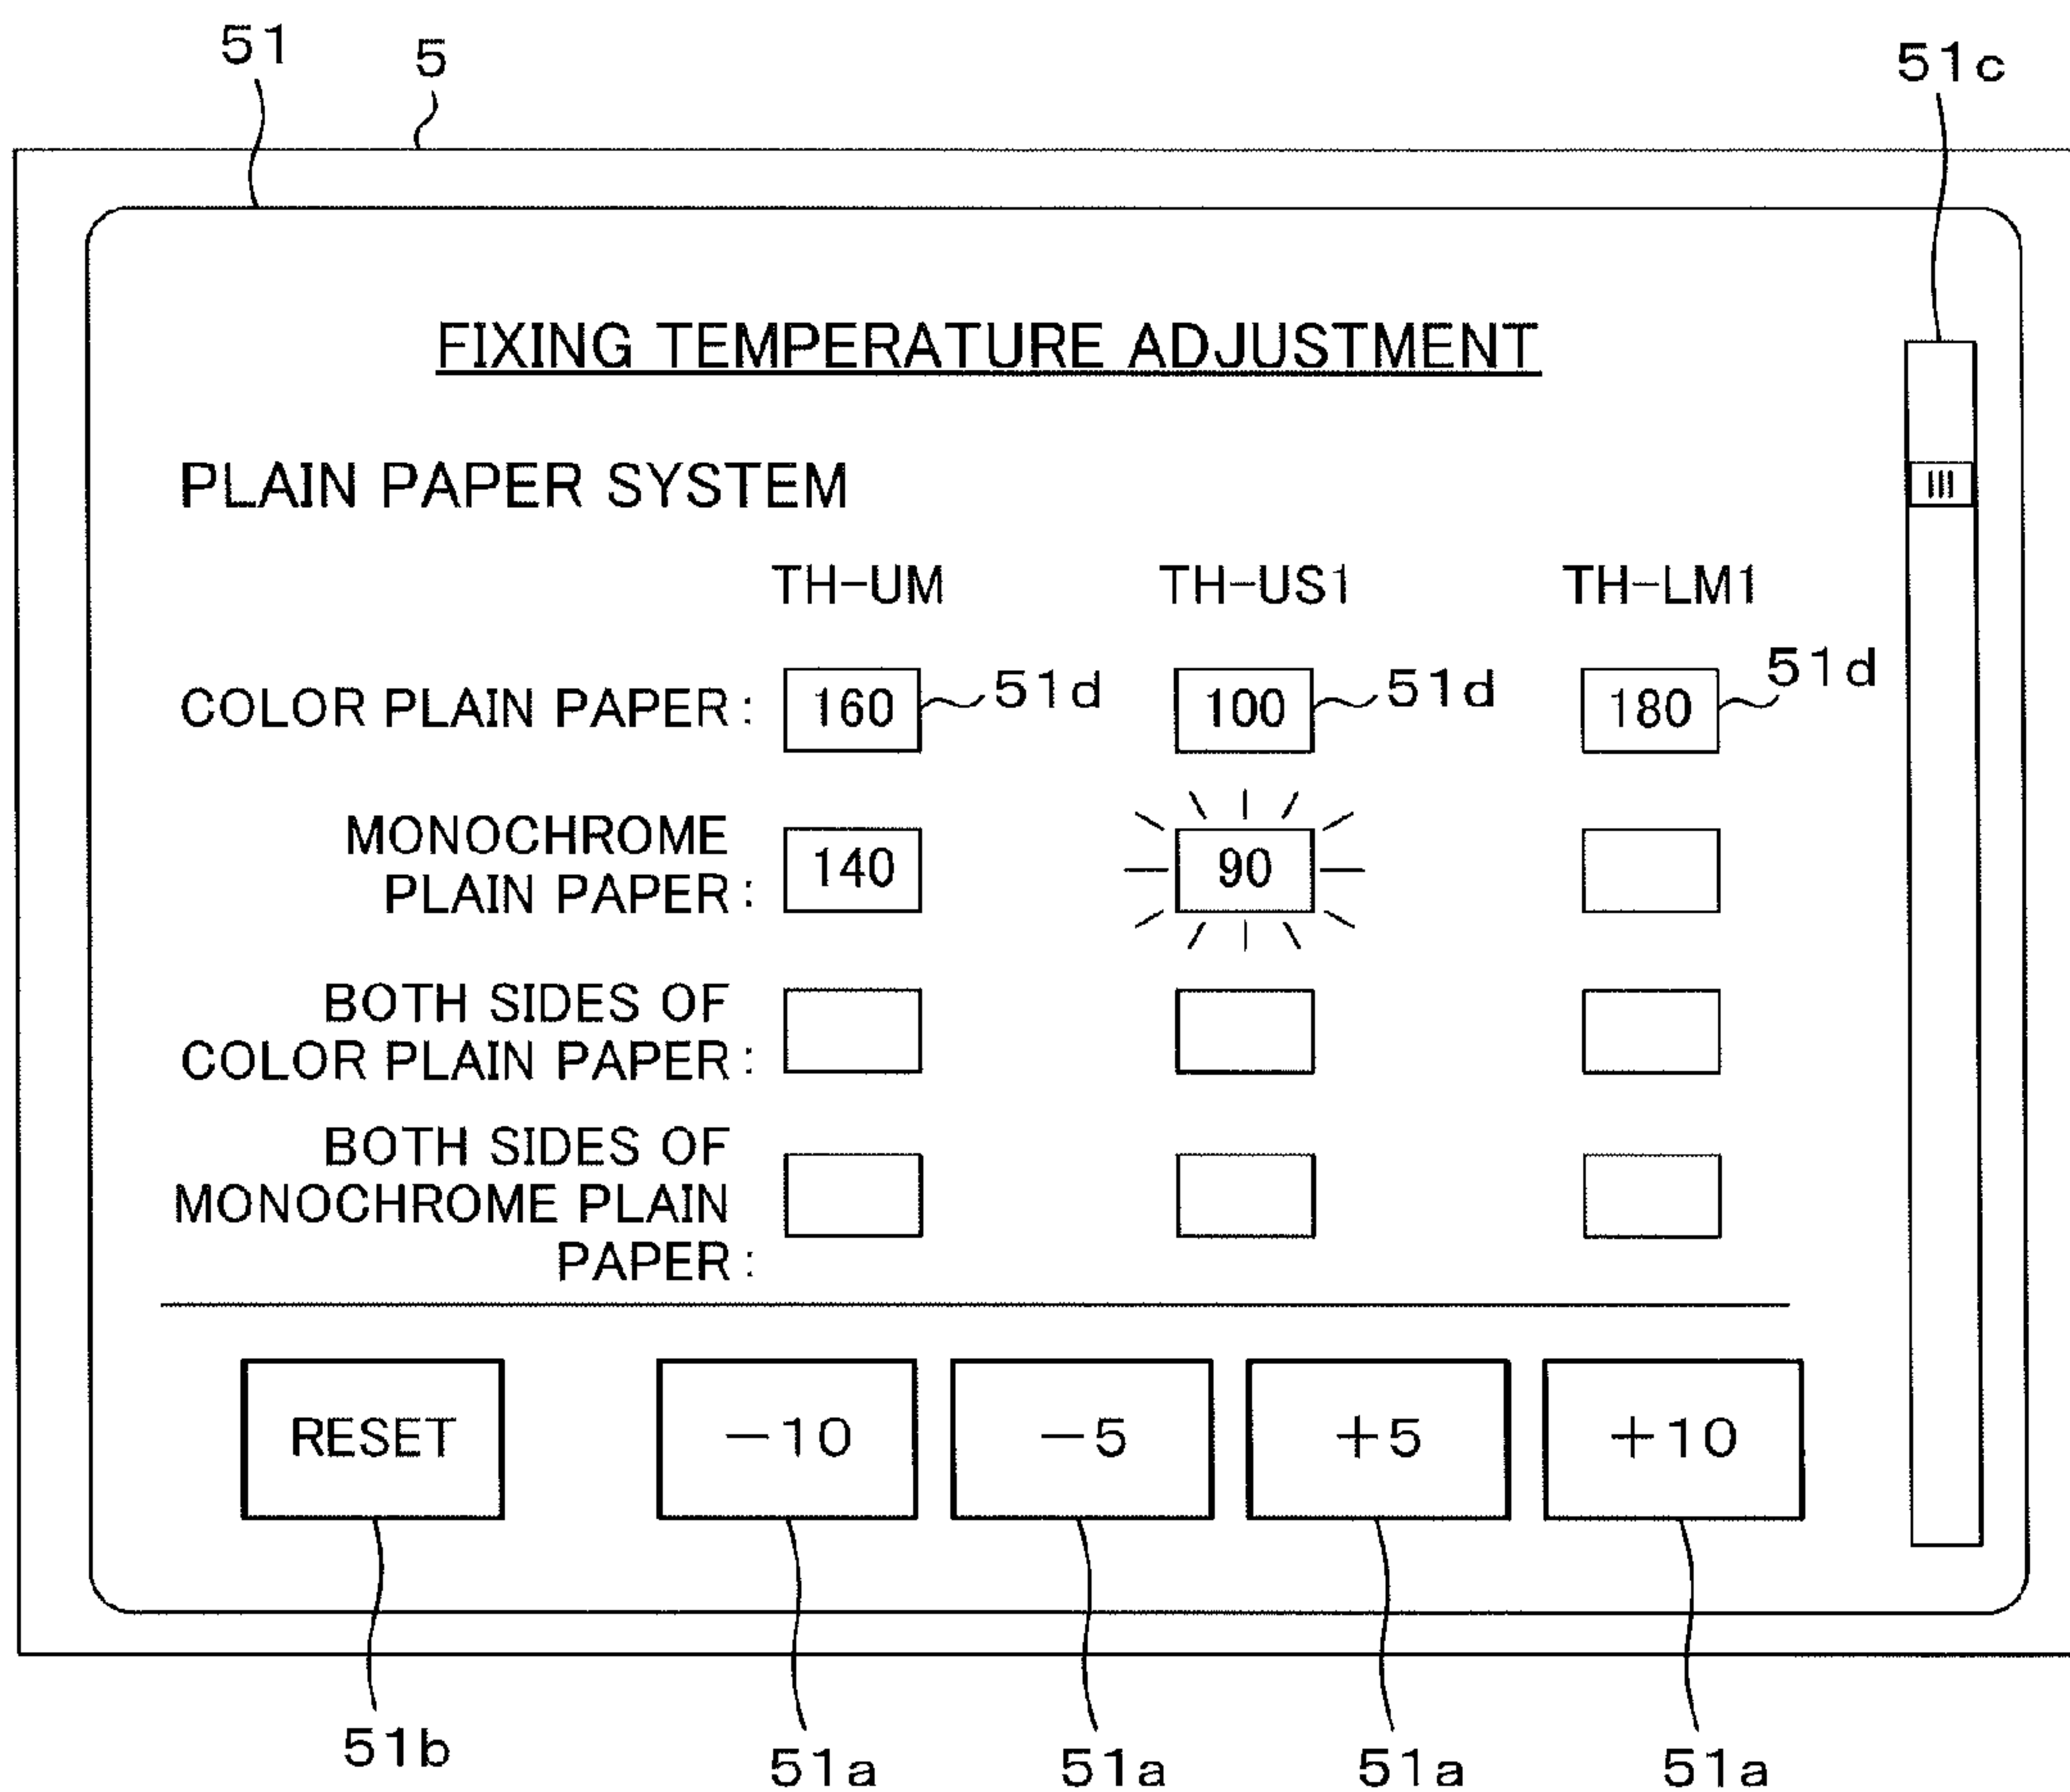 51 5 51c
FIXING TEMPERATURE ADJUSTMENT
PLAIN PAPER SYSTEM
TH-UM TH-US1 TH-LM1
COLOR PLAIN PAPER: 160 51d 100 51d 180 51d
MONOCHROME
PLAIN PAPER: 140 90
BOTH SIDES OF
COLOR PLAIN PAPER:
BOTH SIDES OF
MONOCHROME PLAIN
PAPER:
RESET −10 −5 +5 +10
51b 51a 51a 51a 51a